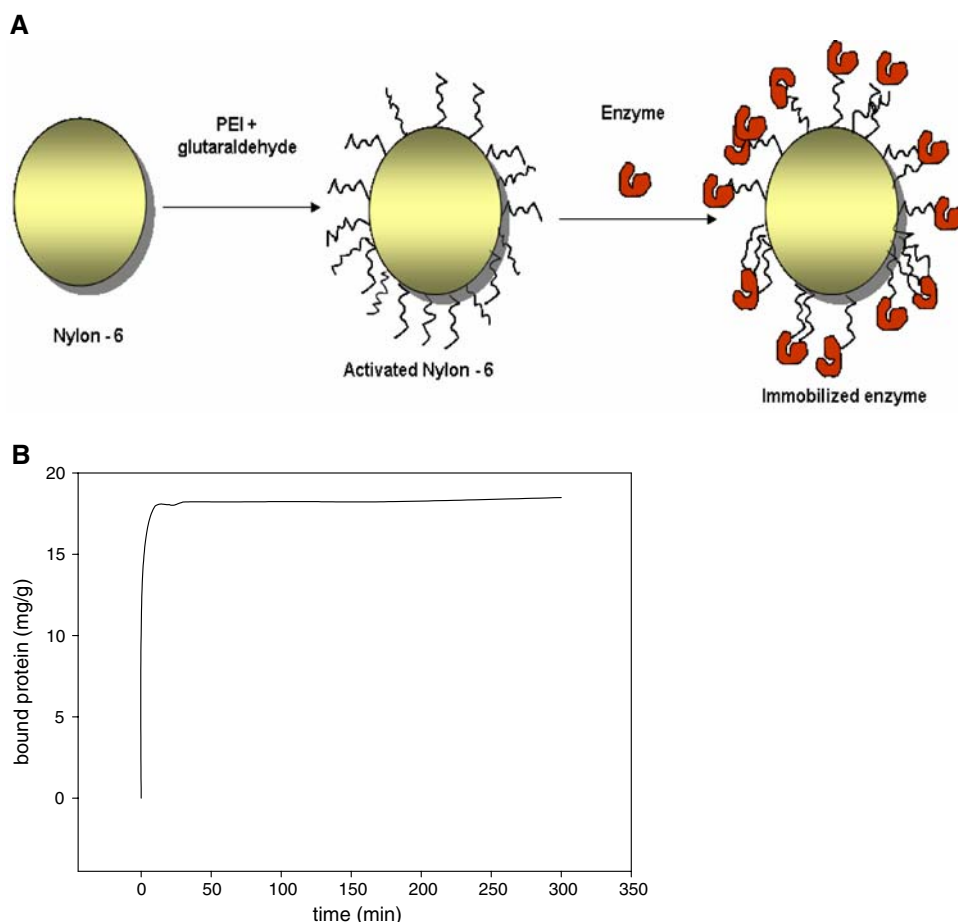 A
PEI +
glutaraldehyde
Enzyme
Nylon - 6
Activated Nylon - 6
Immobilized enzyme
B
bound protein (mg/g)
20
15
10
5
0
0 50 100 150 200 250 300 350
time (min)